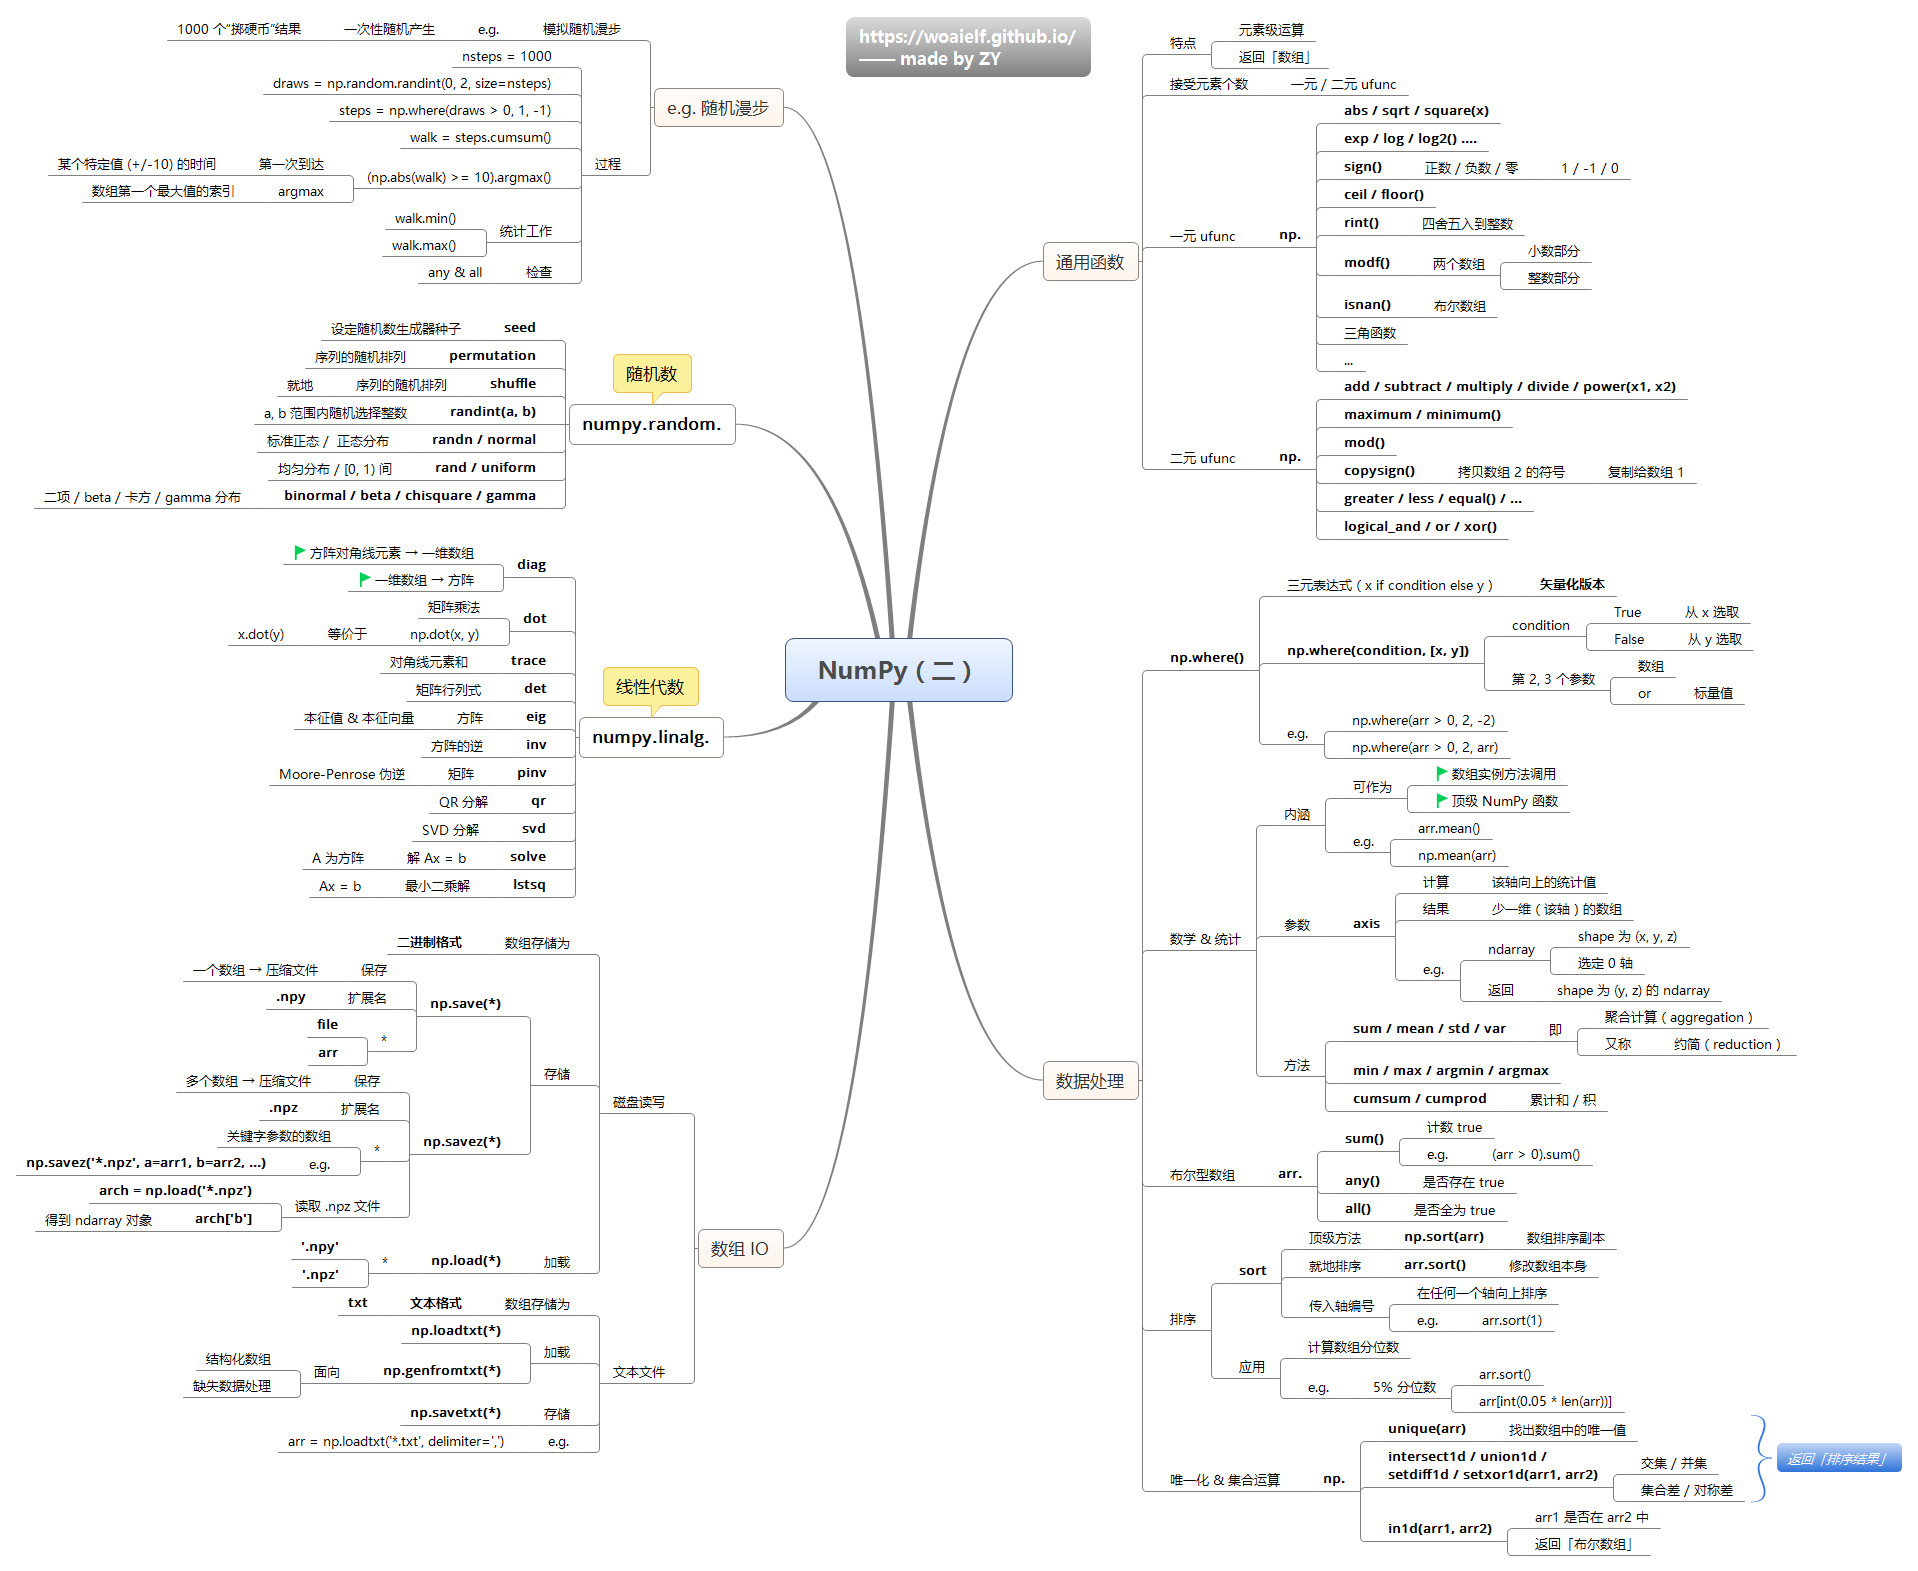 https://woaielf.github.io/
—— made by ZY
NumPy ( 二 )
通用函数
特点
元素级运算
返回「数组」
接受元素个数
一元 / 二元 ufunc
一元 ufunc
np.
abs / sqrt / square(x)
exp / log / log2() ....
sign()
正数 / 负数 / 零
1 / -1 / 0
ceil / floor()
rint()
四舍五入到整数
modf()
两个数组
小数部分
整数部分
isnan()
布尔数组
三角函数
...
二元 ufunc
np.
add / subtract / multiply / divide / power(x1, x2)
maximum / minimum()
mod()
copysign()
拷贝数组 2 的符号
复制给数组 1
greater / less / equal() / ...
logical_and / or / xor()
数据处理
np.where()
三元表达式 ( x if condition else y )
矢量化版本
np.where(condition, [x, y])
condition
True
从 x 选取
False
从 y 选取
第 2, 3 个参数
数组
or
标量值
e.g.
np.where(arr > 0, 2, -2)
np.where(arr > 0, 2, arr)
数学 & 统计
内涵
可作为
数组实例方法调用
顶级 NumPy 函数
e.g.
arr.mean()
np.mean(arr)
参数
axis
计算
该轴向上的统计值
结果
少一维 ( 该轴 ) 的数组
e.g.
ndarray
shape 为 (x, y, z)
选定 0 轴
返回
shape 为 (y, z) 的 ndarray
方法
sum / mean / std / var
即
聚合计算 ( aggregation )
又称
约简 ( reduction )
min / max / argmin / argmax
cumsum / cumprod
累计和 / 积
布尔型数组
arr.
sum()
计数 true
e.g.
(arr > 0).sum()
any()
是否存在 true
all()
是否全为 true
排序
sort
顶级方法
np.sort(arr)
数组排序副本
就地排序
arr.sort()
修改数组本身
传入轴编号
在任何一个轴向上排序
e.g.
arr.sort(1)
应用
计算数组分位数
e.g.
5% 分位数
arr.sort()
arr[int(0.05 * len(arr))]
唯一化 & 集合运算
np.
unique(arr)
找出数组中的唯一值
intersect1d / union1d /
setdiff1d / setxor1d(arr1, arr2)
交集 / 并集
集合差 / 对称差
返回「排序结果」
in1d(arr1, arr2)
arr1 是否在 arr2 中
返回「布尔数组」
e.g. 随机漫步
模拟随机漫步
e.g.
一次性随机产生
1000 个“掷硬币”结果
过程
nsteps = 1000
draws = np.random.randint(0, 2, size=nsteps)
steps = np.where(draws > 0, 1, -1)
walk = steps.cumsum()
(np.abs(walk) >= 10).argmax()
第一次到达
某个特定值 (+/-10) 的时间
argmax
数组第一个最大值的索引
统计工作
walk.min()
walk.max()
检查
any & all
随机数
numpy.random.
seed
设定随机数生成器种子
permutation
序列的随机排列
shuffle
序列的随机排列
就地
randint(a, b)
a, b 范围内随机选择整数
randn / normal
标准正态 / 正态分布
rand / uniform
均匀分布 / [0, 1) 间
binormal / beta / chisquare / gamma
二项 / beta / 卡方 / gamma 分布
线性代数
numpy.linalg.
diag
方阵对角线元素 → 一维数组
一维数组 → 方阵
dot
矩阵乘法
np.dot(x, y)
等价于
x.dot(y)
trace
对角线元素和
det
矩阵行列式
eig
方阵
本征值 & 本征向量
inv
方阵的逆
pinv
矩阵
Moore-Penrose 伪逆
qr
QR 分解
svd
SVD 分解
solve
解 Ax = b
A 为方阵
lstsq
最小二乘解
Ax = b
数组 IO
磁盘读写
数组存储为
二进制格式
存储
np.save(*)
保存
一个数组 → 压缩文件
扩展名
.npy
*
file
arr
np.savez(*)
保存
多个数组 → 压缩文件
扩展名
.npz
*
关键字参数的数组
e.g.
np.savez('*.npz', a=arr1, b=arr2, ...)
读取 .npz 文件
arch = np.load('*.npz')
arch['b']
得到 ndarray 对象
加载
np.load(*)
*
'.npy'
'.npz'
文本文件
数组存储为
文本格式
txt
加载
np.loadtxt(*)
np.genfromtxt(*)
面向
结构化数组
缺失数据处理
存储
np.savetxt(*)
e.g.
arr = np.loadtxt('*.txt', delimiter=',')